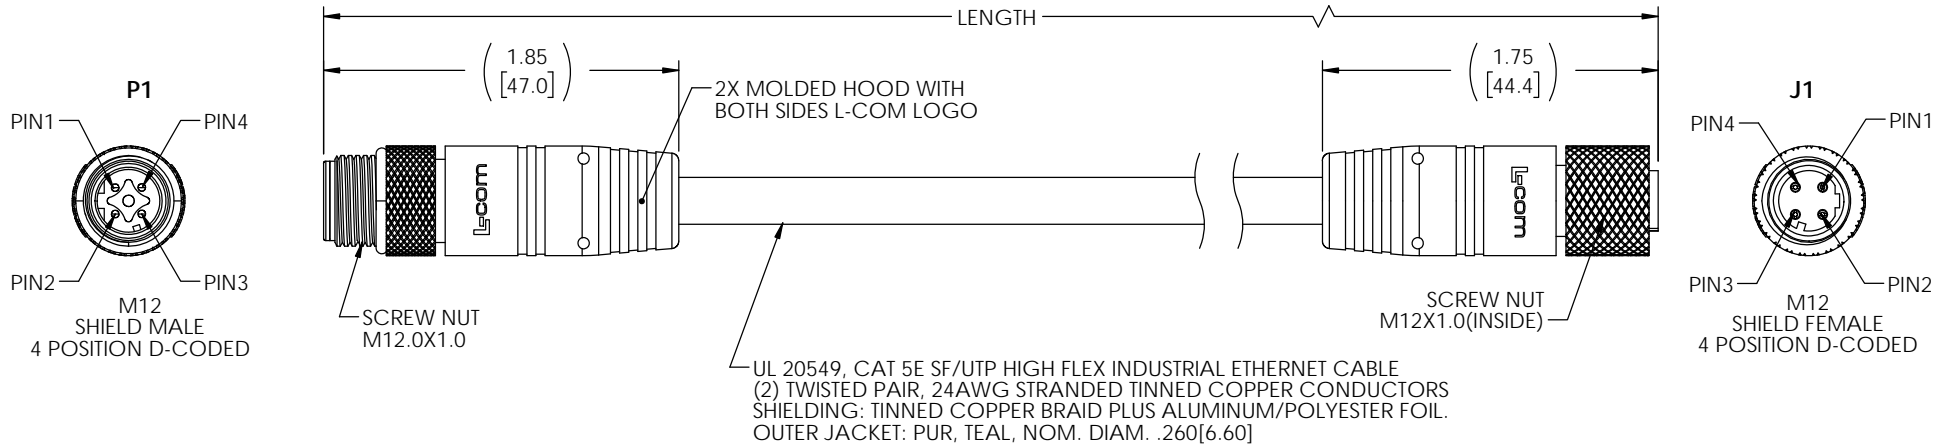 LENGTH
1.85
[47.0]
1.75
[44.4]
P1
PIN1
PIN4
PIN2
PIN3
M12
SHIELD MALE
4 POSITION D-CODED
2X MOLDED HOOD WITH
BOTH SIDES L-COM LOGO
L-com
L-com
SCREW NUT
M12.0X1.0
SCREW NUT
M12X1.0(INSIDE)
UL 20549, CAT 5E SF/UTP HIGH FLEX INDUSTRIAL ETHERNET CABLE
(2) TWISTED PAIR, 24AWG STRANDED TINNED COPPER CONDUCTORS
SHIELDING: TINNED COPPER BRAID PLUS ALUMINUM/POLYESTER FOIL.
OUTER JACKET: PUR, TEAL, NOM. DIAM. .260[6.60]
J1
PIN4
PIN1
PIN3
PIN2
M12
SHIELD FEMALE
4 POSITION D-CODED